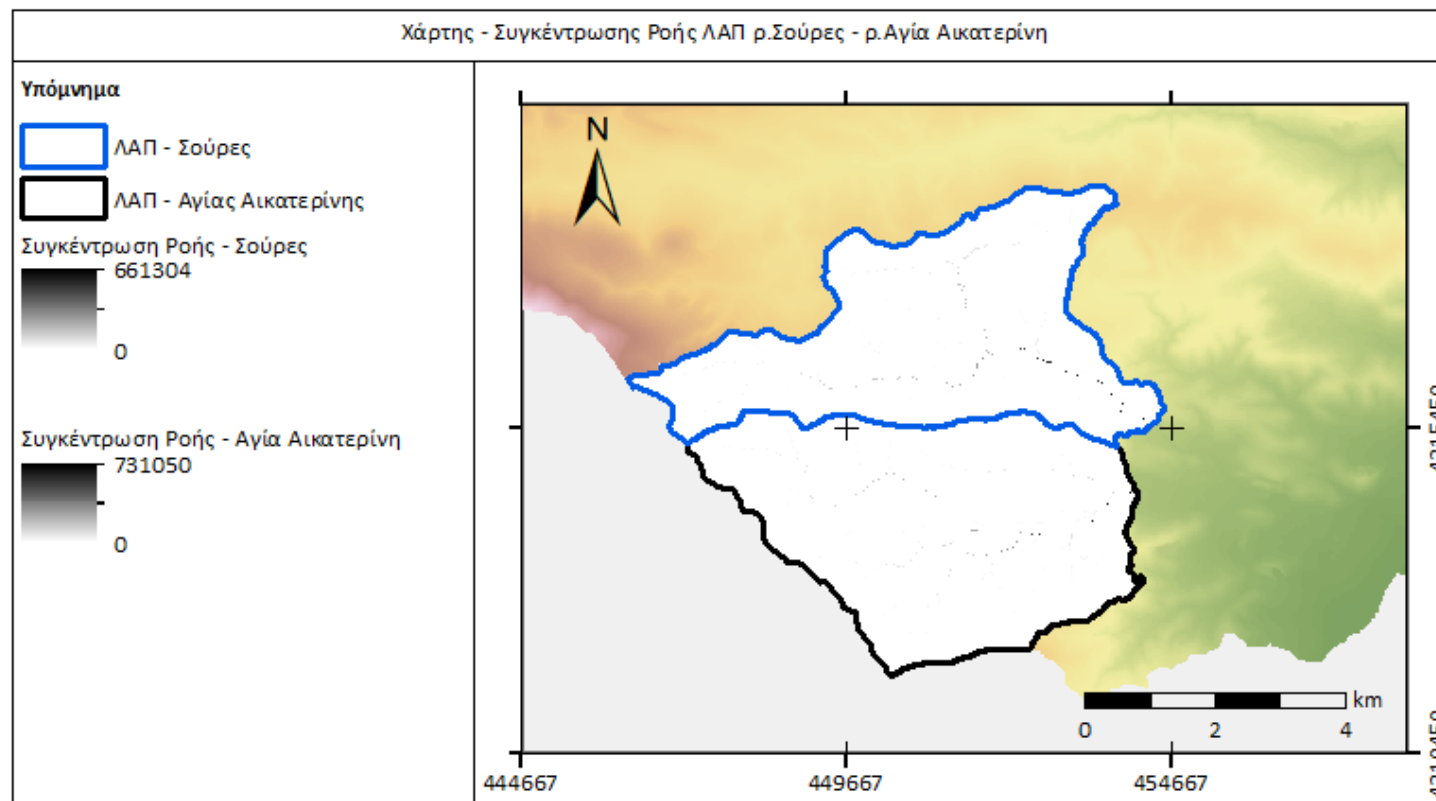 Χάρτης - Συγκέντρωσης Ροής ΛΑΠ ρ.Σούρες - ρ.Αγία Αικατερίνη
Υπόμνημα
ΛΑΠ - Σούρες
ΛΑΠ - Αγίας Αικατερίνης
Συγκέντρωση Ροής - Σούρες
661304
0
Συγκέντρωση Ροής - Αγία Αικατερίνη
731050
0
N
km
0 2 4
444667 449667 454667